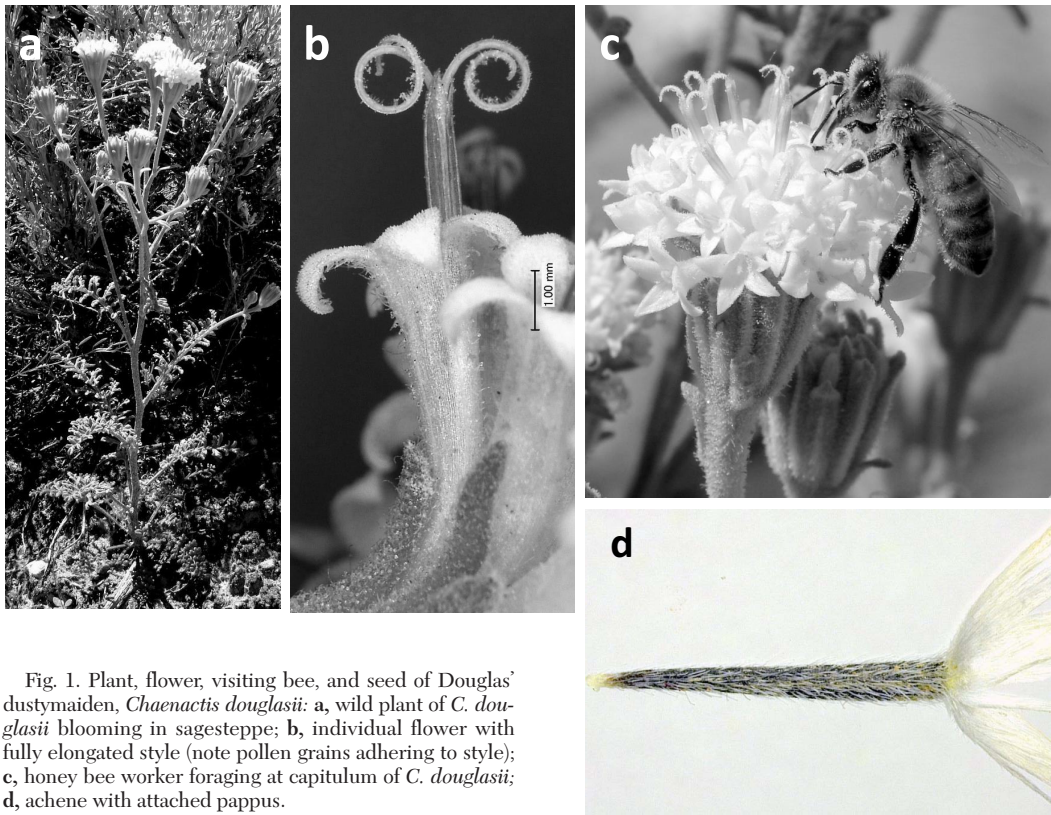 a
b
c
1.00 mm
d
Fig. 1. Plant, flower, visiting bee, and seed of Douglas’
dustymaiden, Chaenactis douglasii: a, wild plant of C. dou-
glasii blooming in sagesteppe; b, individual flower with
fully elongated style (note pollen grains adhering to style);
c, honey bee worker foraging at capitulum of C. douglasii;
d, achene with attached pappus.